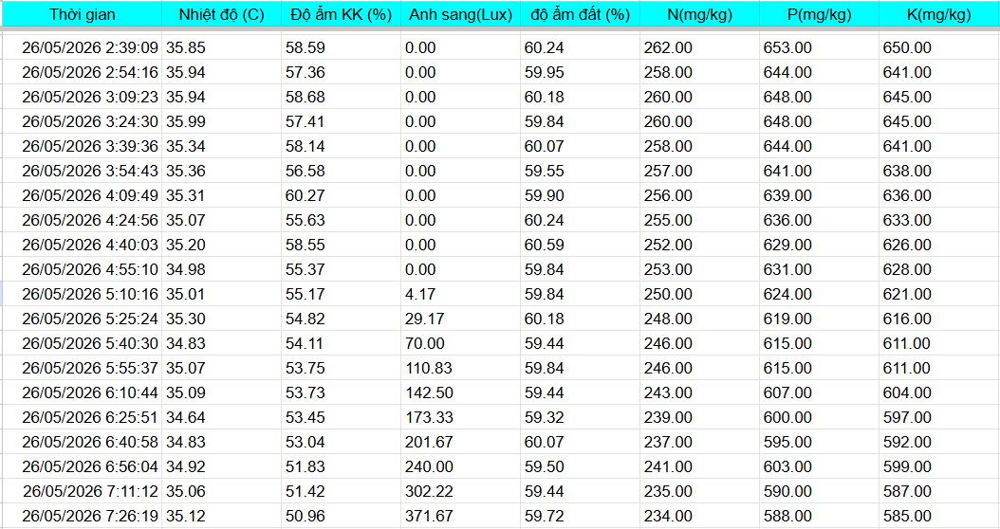 Thời gian Nhiệt độ (C) Độ ẩm KK (%) Anh sang(Lux) độ ẩm đất (%) N(mg/kg) P(mg/kg) K(mg/kg)
26/05/2026 2:39:09 35.85 58.59 0.00 60.24 262.00 653.00 650.00
26/05/2026 2:54:16 35.94 57.36 0.00 59.95 258.00 644.00 641.00
26/05/2026 3:09:23 35.94 58.68 0.00 60.18 260.00 648.00 645.00
26/05/2026 3:24:30 35.99 57.41 0.00 59.84 260.00 648.00 645.00
26/05/2026 3:39:36 35.34 58.14 0.00 60.07 258.00 644.00 641.00
26/05/2026 3:54:43 35.36 56.58 0.00 59.55 257.00 641.00 638.00
26/05/2026 4:09:49 35.31 60.27 0.00 59.90 256.00 639.00 636.00
26/05/2026 4:24:56 35.07 55.63 0.00 60.24 255.00 636.00 633.00
26/05/2026 4:40:03 35.20 58.55 0.00 60.59 252.00 629.00 626.00
26/05/2026 4:55:10 34.98 55.37 0.00 59.84 253.00 631.00 628.00
26/05/2026 5:10:16 35.01 55.17 4.17 59.84 250.00 624.00 621.00
26/05/2026 5:25:24 35.30 54.82 29.17 60.18 248.00 619.00 616.00
26/05/2026 5:40:30 34.83 54.11 70.00 59.44 246.00 615.00 611.00
26/05/2026 5:55:37 35.07 53.75 110.83 59.84 246.00 615.00 611.00
26/05/2026 6:10:44 35.09 53.73 142.50 59.44 243.00 607.00 604.00
26/05/2026 6:25:51 34.64 53.45 173.33 59.32 239.00 600.00 597.00
26/05/2026 6:40:58 34.83 53.04 201.67 60.07 237.00 595.00 592.00
26/05/2026 6:56:04 34.92 51.83 240.00 59.50 241.00 603.00 599.00
26/05/2026 7:11:12 35.06 51.42 302.22 59.44 235.00 590.00 587.00
26/05/2026 7:26:19 35.12 50.96 371.67 59.72 234.00 588.00 585.00